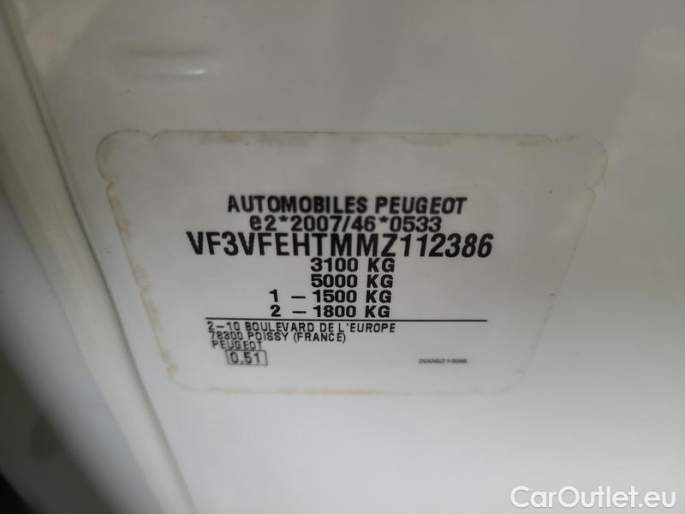 AUTOMOBILES PEUGEOT
e2*2007/46*0533
VF3VFEHTMMZ112386
3100 KG
5000 KG
1 – 1500 KG
2 – 1800 KG
2–10 BOULEVARD DE L'EUROPE
78300 POISSY (FRANCE)
PEUGEOT
0,51
CarOutlet.eu